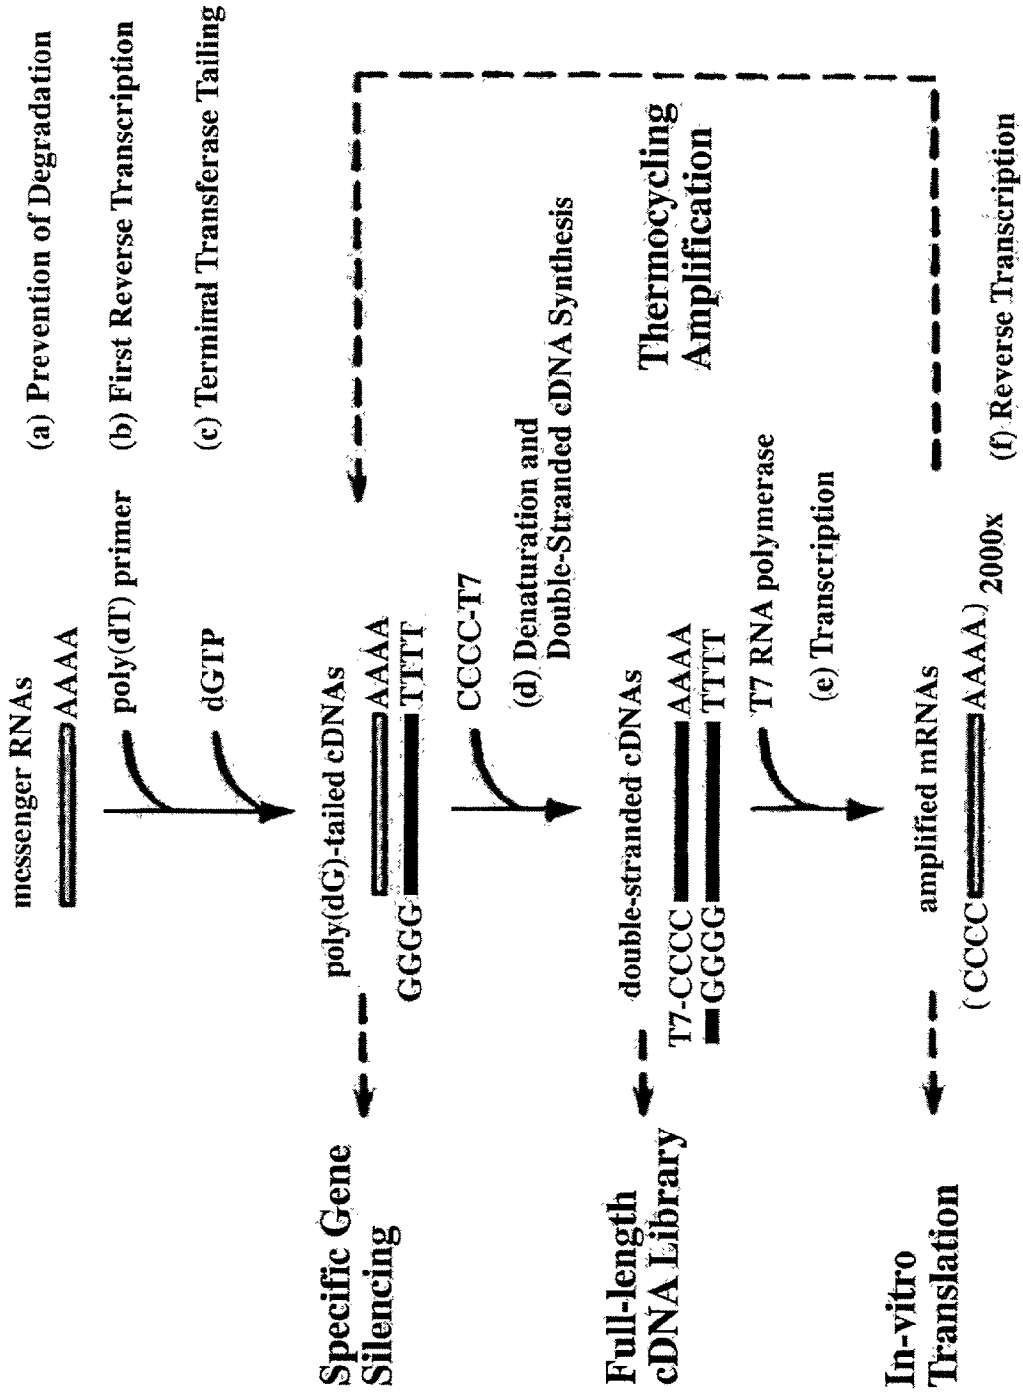 messenger RNAs
AAAA
(a) Prevention of Degradation
poly(dT) primer
(b) First Reverse Transcription
dGTP
(c) Terminal Transferase Tailing
poly(dG)-tailed cDNAs
AAAA
GGGG TTTT
Specific Gene
Silencing
CCCC-T7
(d) Denaturation and
Double-Stranded cDNA Synthesis
double-stranded cDNAs
T7-CCCC AAAA
GGGG TTTT
Full-length
cDNA Library
Thermocycling
Amplification
T7 RNA polymerase
(e) Transcription
amplified mRNAs
(CCCC AAAA) 2000x
In-vitro
Translation
(f) Reverse Transcription